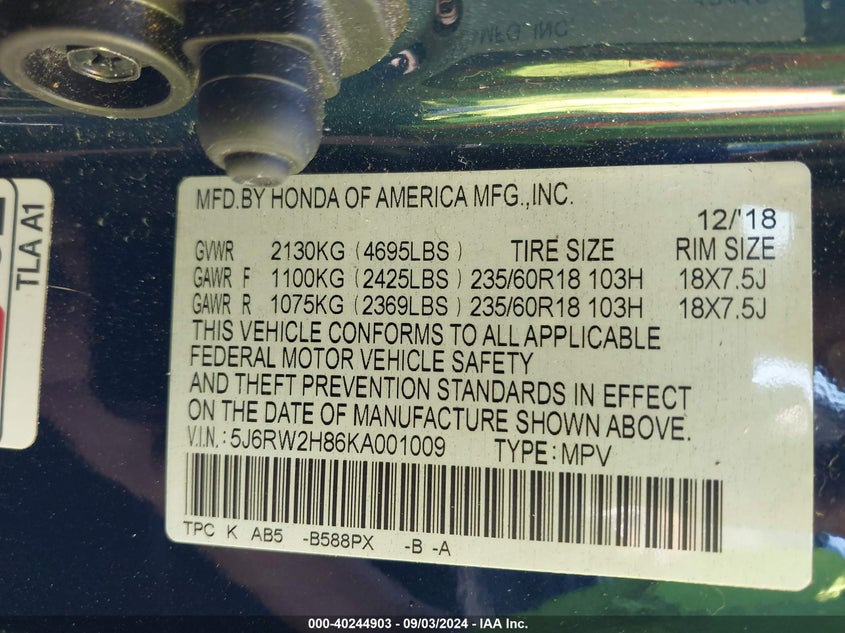 MFG INC.
TLA A1
MFD.BY HONDA OF AMERICA MFG.,INC.
12/'18
GVWR 2130KG (4695LBS) TIRE SIZE RIM SIZE
GAWR F 1100KG (2425LBS) 235/60R18 103H 18X7.5J
GAWR R 1075KG (2369LBS) 235/60R18 103H 18X7.5J
THIS VEHICLE CONFORMS TO ALL APPLICABLE
FEDERAL MOTOR VEHICLE SAFETY
AND THEFT PREVENTION STANDARDS IN EFFECT
ON THE DATE OF MANUFACTURE SHOWN ABOVE.
V.I.N.:5J6RW2H86KA001009 TYPE:MPV
TPC K AB5 -B588PX -B -A
000-40244903 - 09/03/2024 - IAA Inc.